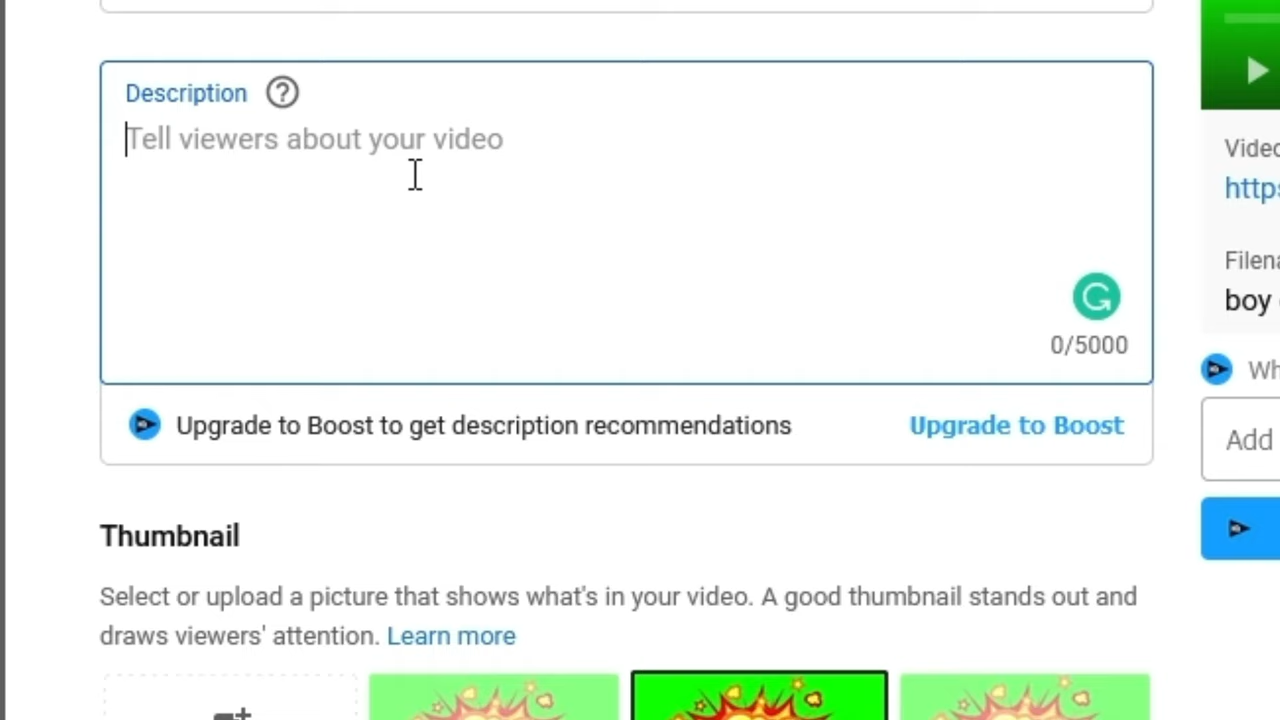 Description
Tell viewers about your video
0/5000
Upgrade to Boost to get description recommendations
Upgrade to Boost
Thumbnail
Select or upload a picture that shows what's in your video. A good thumbnail stands out and
draws viewers' attention. Learn more
Video
https
Filena
boy
Wh
Add